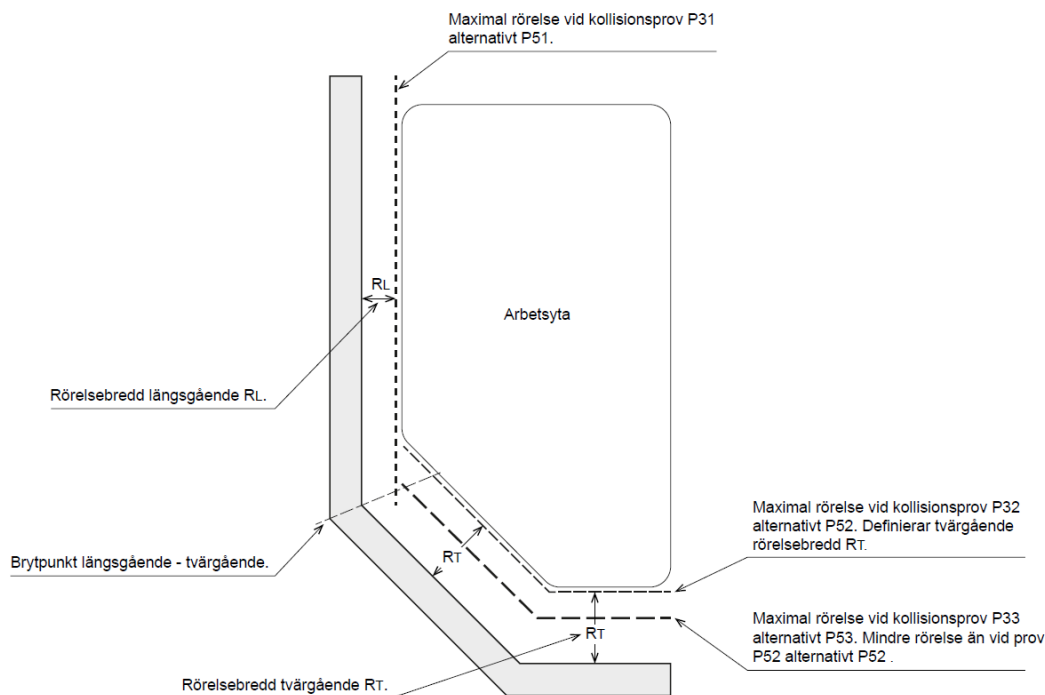 Maximal rörelse vid kollisionsprov P31
alternativt P51.
RL
Arbetsyta
Rörelsebredd längsgående RL.
Maximal rörelse vid kollisionsprov P32
alternativt P52. Definierar tvärgående
rörelsebredd RT.
RT
Brytpunkt längsgående - tvärgående.
Maximal rörelse vid kollisionsprov P33
alternativt P53. Mindre rörelse än vid prov
P52 alternativt P52 .
RT
Rörelsebredd tvärgående RT.